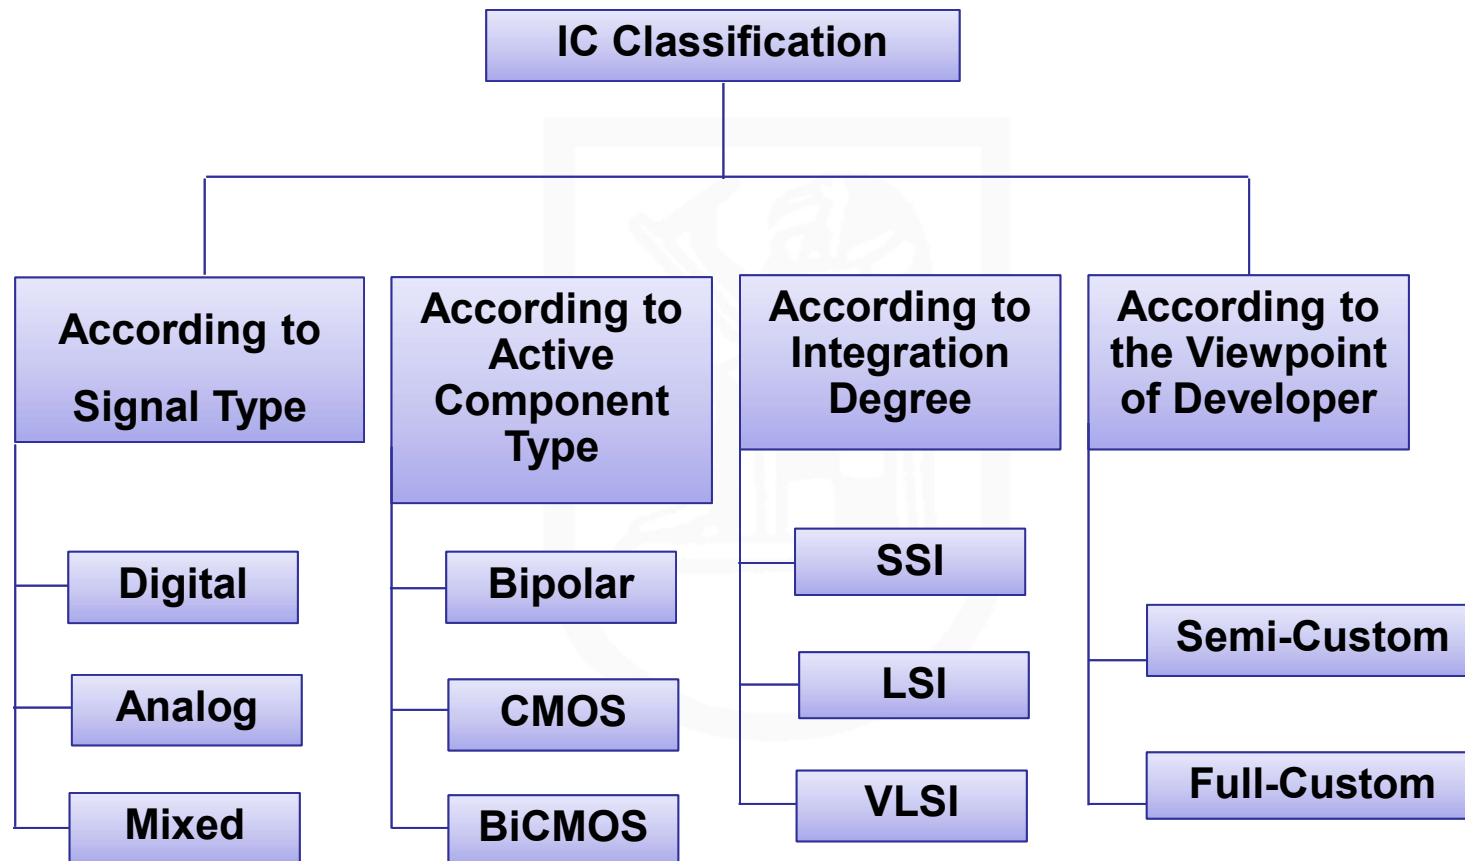 IC Classification
According to
Signal Type
Digital
Analog
Mixed
According to
Active
Component
Type
Bipolar
CMOS
BiCMOS
According to
Integration
Degree
SSI
LSI
VLSI
According to
the Viewpoint
of Developer
Semi-Custom
Full-Custom